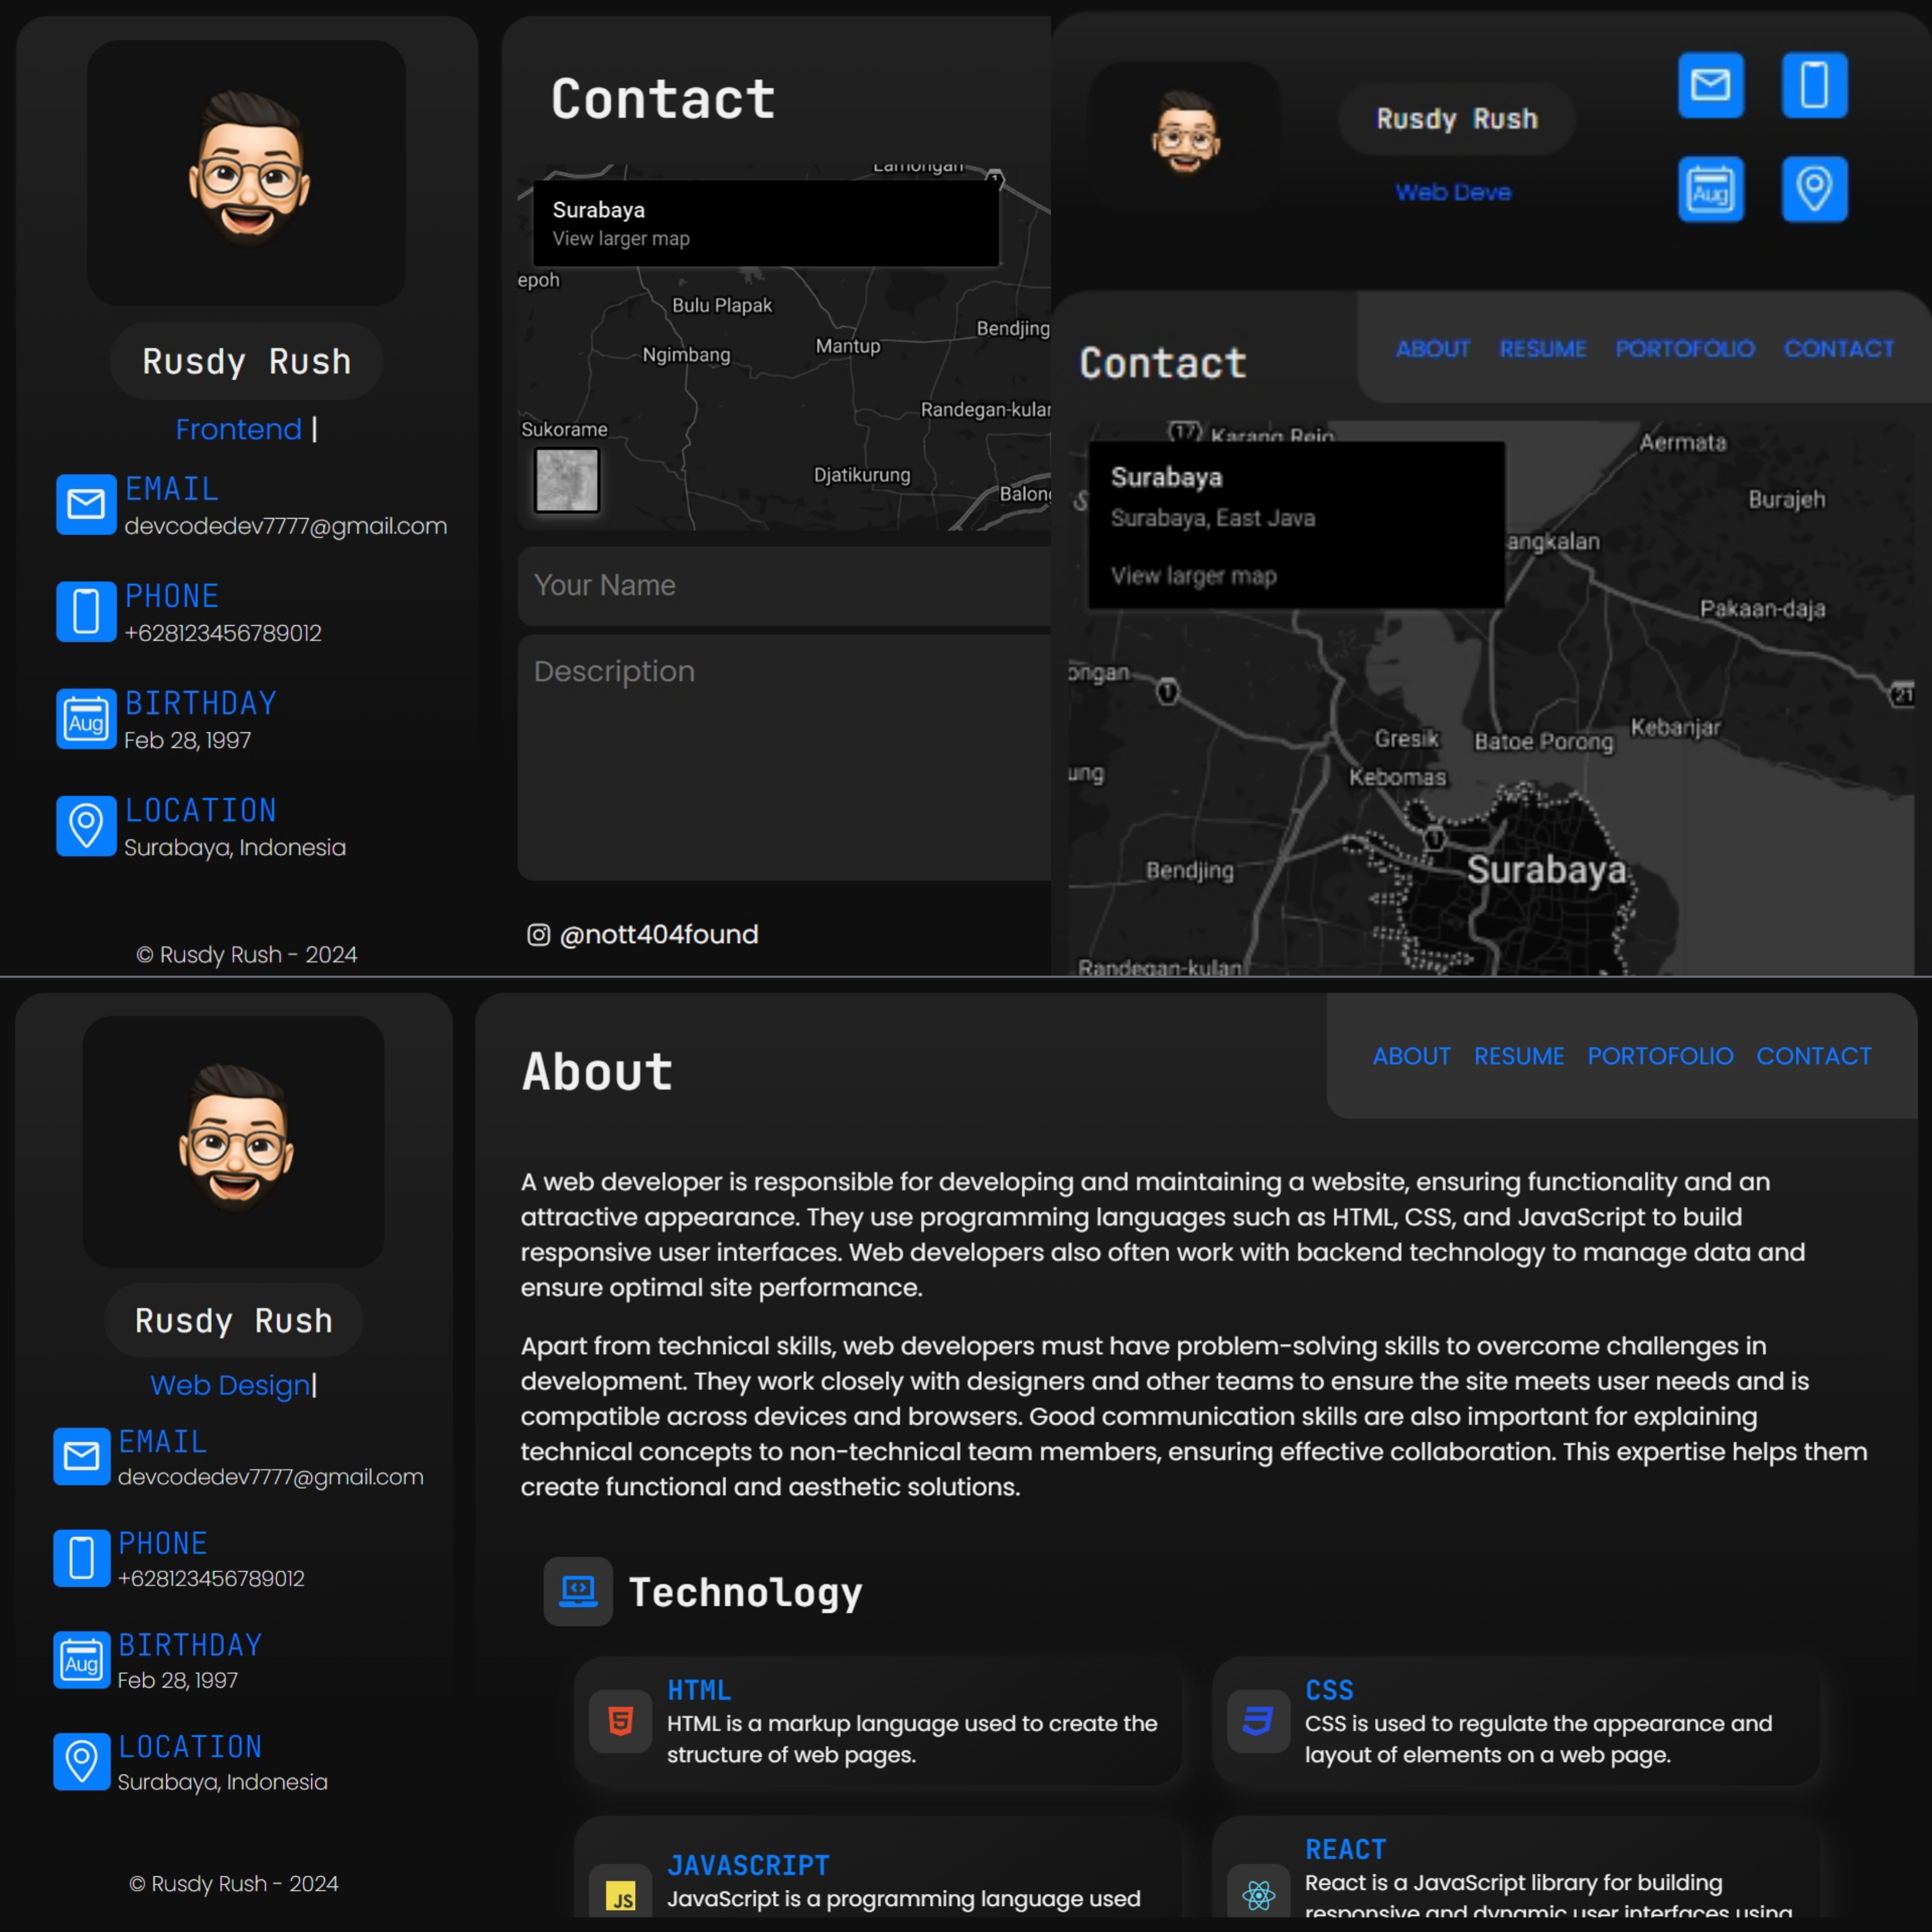 Rusdy Rush
Frontend
EMAIL
devcodedev7777@gmail.com
PHONE
+628123456789012
Aug
BIRTHDAY
Feb 28, 1997
LOCATION
Surabaya, Indonesia
© Rusdy Rush - 2024
Contact
Lamongan
1
Surabaya
View larger map
epoh
Bulu Plapak
Bendjing
Mantup
Ngimbang
Randegan-kular
Sukorame
Djatikurung
Balong
Your Name
Description
@nott404found
Rusdy Rush
Web Deve
Aug
Contact
ABOUT RESUME PORTOFOLIO CONTACT
17 Karang Rejo
Aermata
Surabaya
Surabaya, East Java
View larger map
Burajeh
angkalan
Pakaan-daja
ongan
1
21
Kebanjar
Gresik
Batoe Porong
ung
Kebomas
1
Bendjing
Surabaya
Randegan-kulan
Rusdy Rush
Web Design
EMAIL
devcodedev7777@gmail.com
PHONE
+628123456789012
Aug
BIRTHDAY
Feb 28, 1997
LOCATION
Surabaya, Indonesia
© Rusdy Rush - 2024
About
ABOUT RESUME PORTOFOLIO CONTACT
A web developer is responsible for developing and maintaining a website, ensuring functionality and an
attractive appearance. They use programming languages such as HTML, CSS, and JavaScript to build
responsive user interfaces. Web developers also often work with backend technology to manage data and
ensure optimal site performance.
Apart from technical skills, web developers must have problem-solving skills to overcome challenges in
development. They work closely with designers and other teams to ensure the site meets user needs and is
compatible across devices and browsers. Good communication skills are also important for explaining
technical concepts to non-technical team members, ensuring effective collaboration. This expertise helps them
create functional and aesthetic solutions.
Technology
5
HTML
HTML is a markup language used to create the
structure of web pages.
CSS
CSS is used to regulate the appearance and
layout of elements on a web page.
JS
JAVASCRIPT
JavaScript is a programming language used
REACT
React is a JavaScript library for building
responsive and dynamic user interfaces using